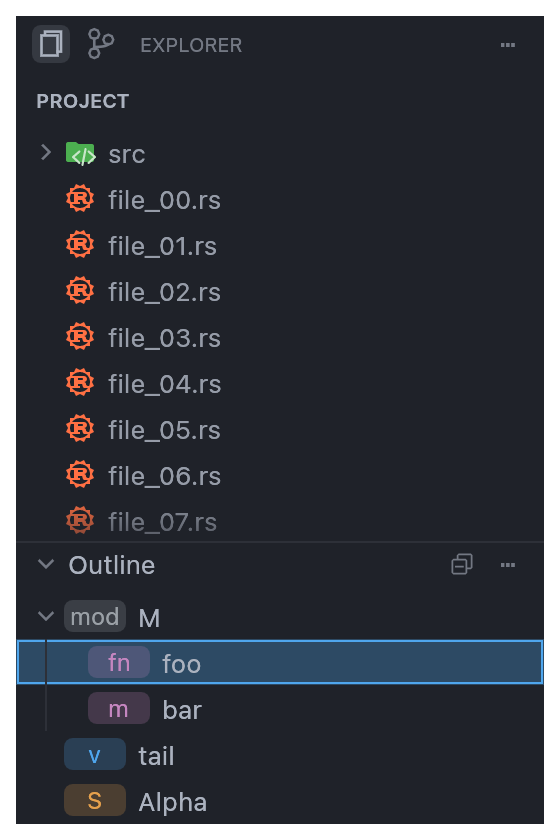 EXPLORER
PROJECT
src
file_00.rs
file_01.rs
file_02.rs
file_03.rs
file_04.rs
file_05.rs
file_06.rs
file_07.rs
Outline
mod M
fn foo
m bar
v tail
S Alpha